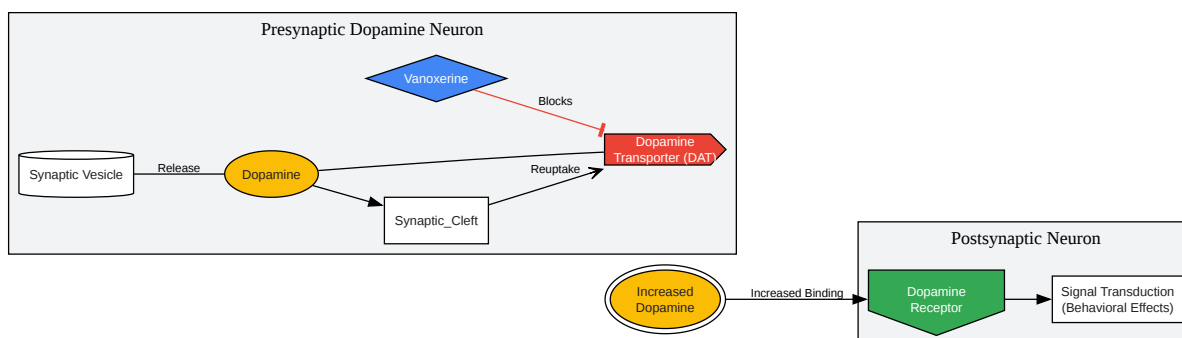 Presynaptic Dopamine Neuron
Vanoxerine
Blocks
Dopamine
Transporter (DAT)
Synaptic Vesicle
Release
Dopamine
Reuptake
Synaptic_Cleft
Postsynaptic Neuron
Increased
Dopamine
Increased Binding
Dopamine
Receptor
Signal Transduction
(Behavioral Effects)